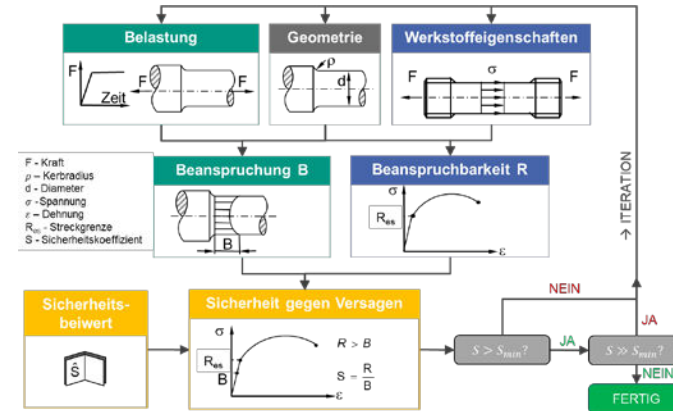 Belastung
Geometrie
Werkstoffeigenschaften
F
Zeit
F
F
ρ
d
F
σ
F
F - Kraft
ρ - Kerbradius
d - Diameter
σ - Spannung
ε - Dehnung
Res - Streckgrenze
S - Sicherheitskoeffizient
Beanspruchung B
B
Beanspruchbarkeit R
σ
Res
ε
→ ITERATION
Sicherheits-
beiwert
Ŝ
Sicherheit gegen Versagen
σ
Res
B
ε
R > B
S = R/B
NEIN
S > Smin?
JA
S ≫ Smin?
JA
NEIN
FERTIG